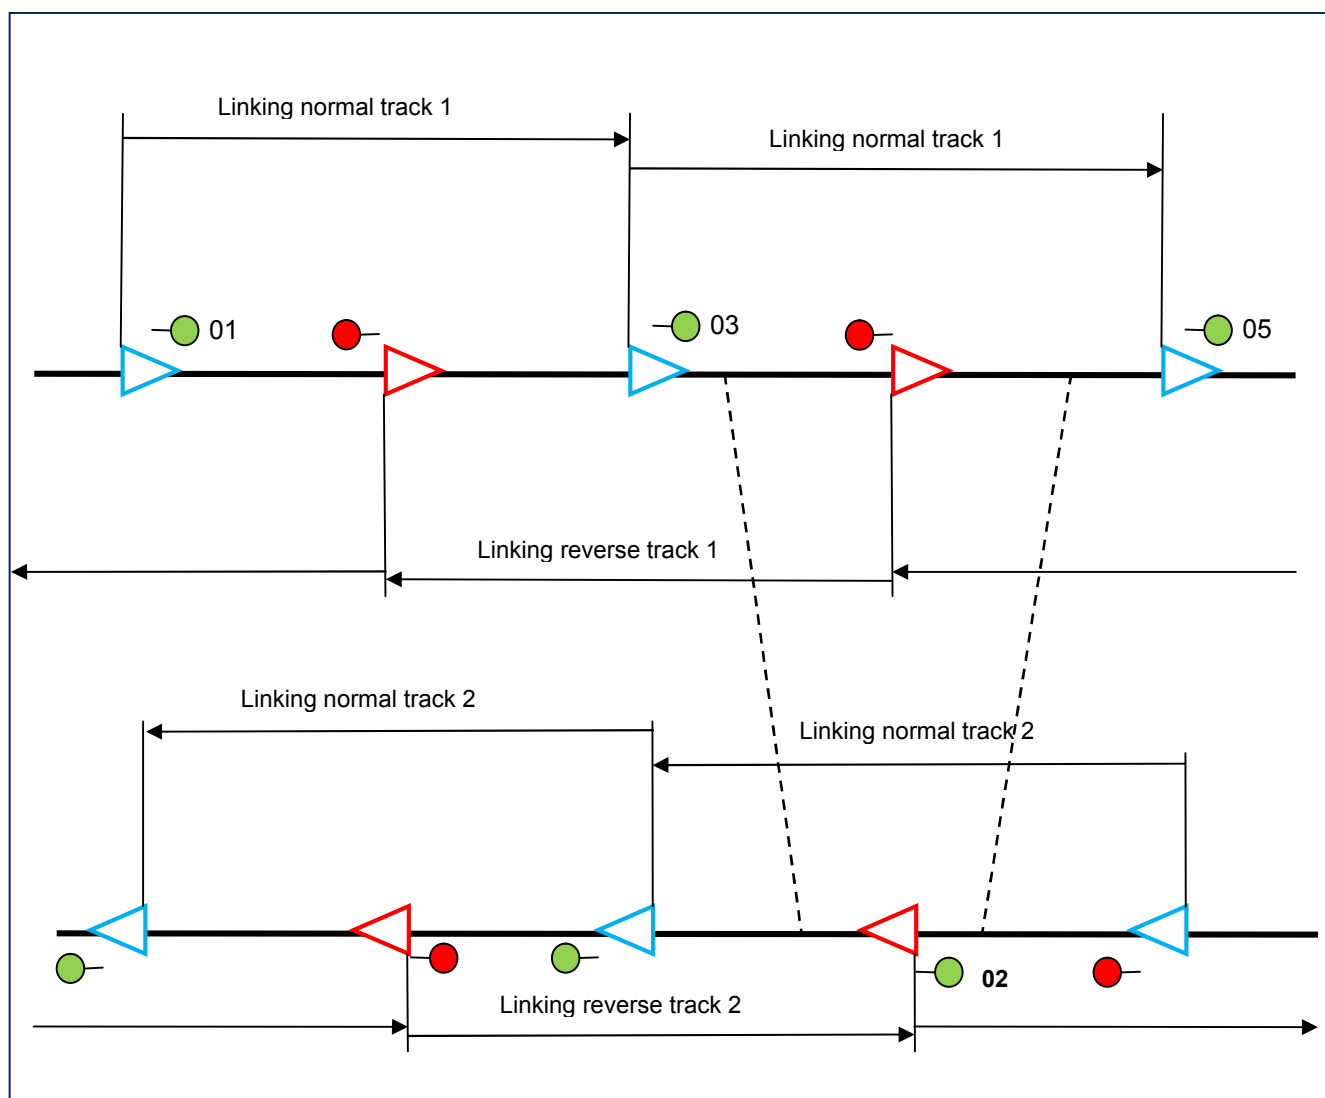 Linking normal track 1
Linking normal track 1
01
03
05
Linking reverse track 1
Linking normal track 2
Linking normal track 2
02
Linking reverse track 2